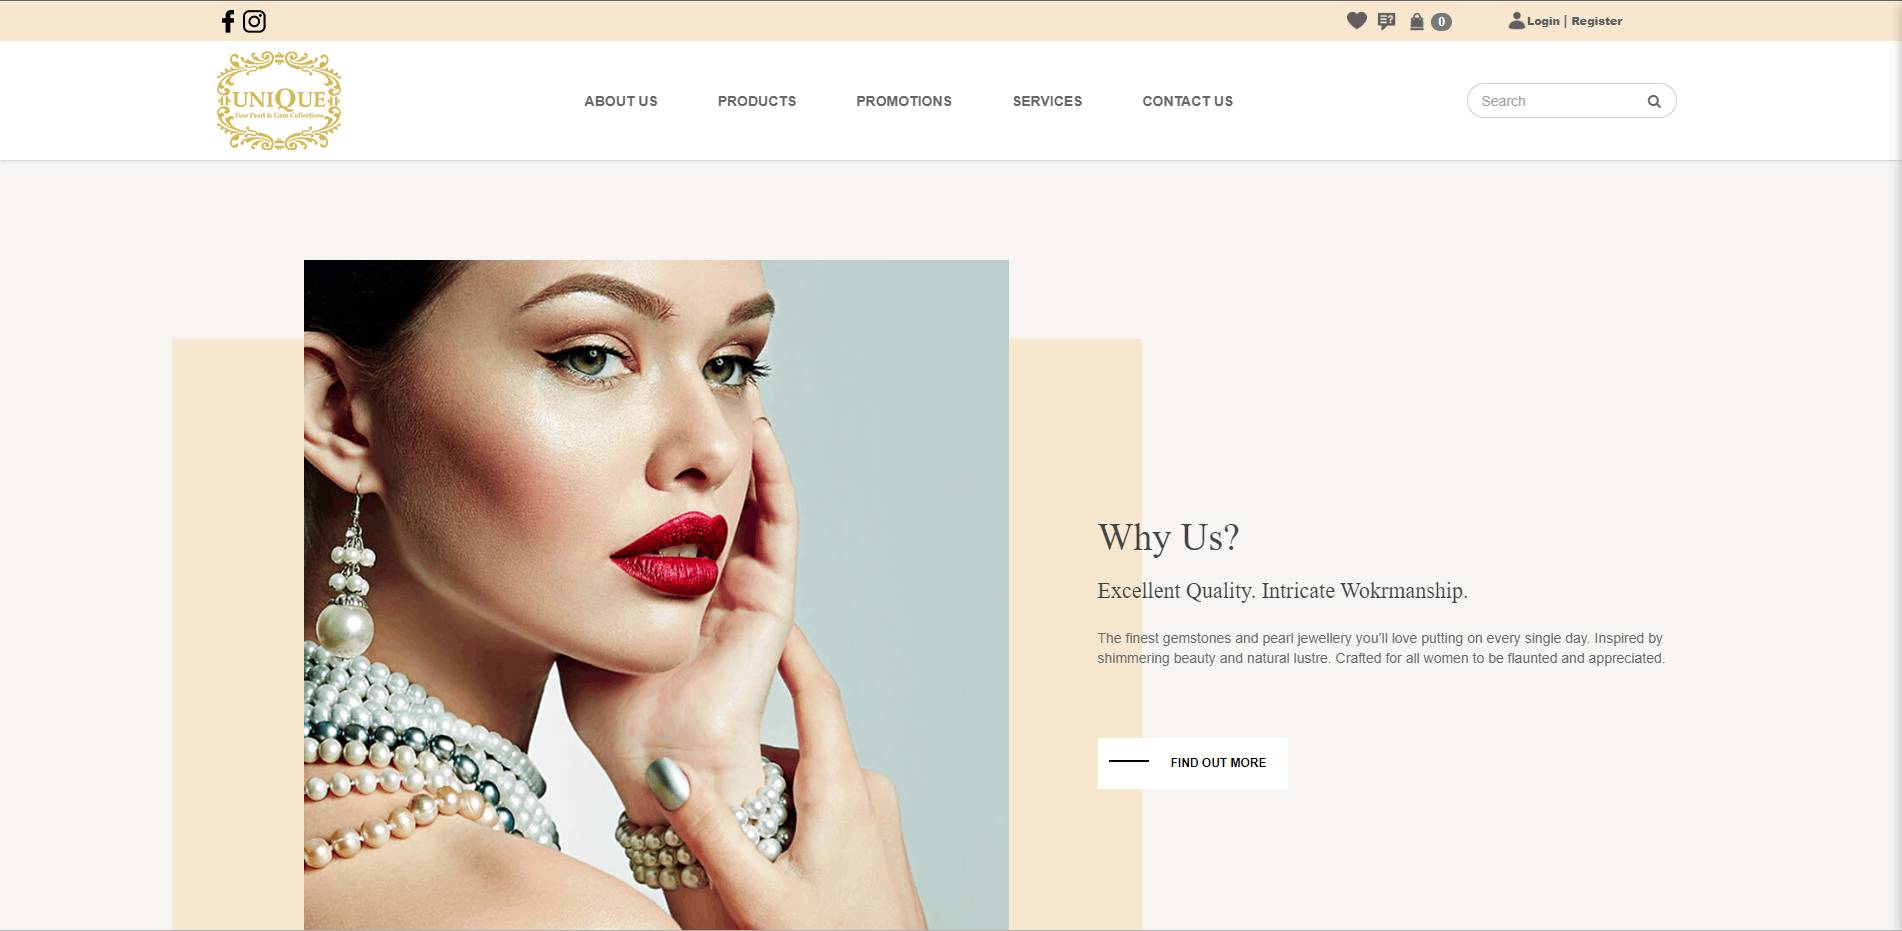 0
Login | Register
UNIQUE
Fine Pearl & Gem Collections
ABOUT US
PRODUCTS
PROMOTIONS
SERVICES
CONTACT US
Search
Why Us?
Excellent Quality. Intricate Wokrmanship.
The finest gemstones and pearl jewellery you'll love putting on every single day. Inspired by
shimmering beauty and natural lustre. Crafted for all women to be flaunted and appreciated.
FIND OUT MORE